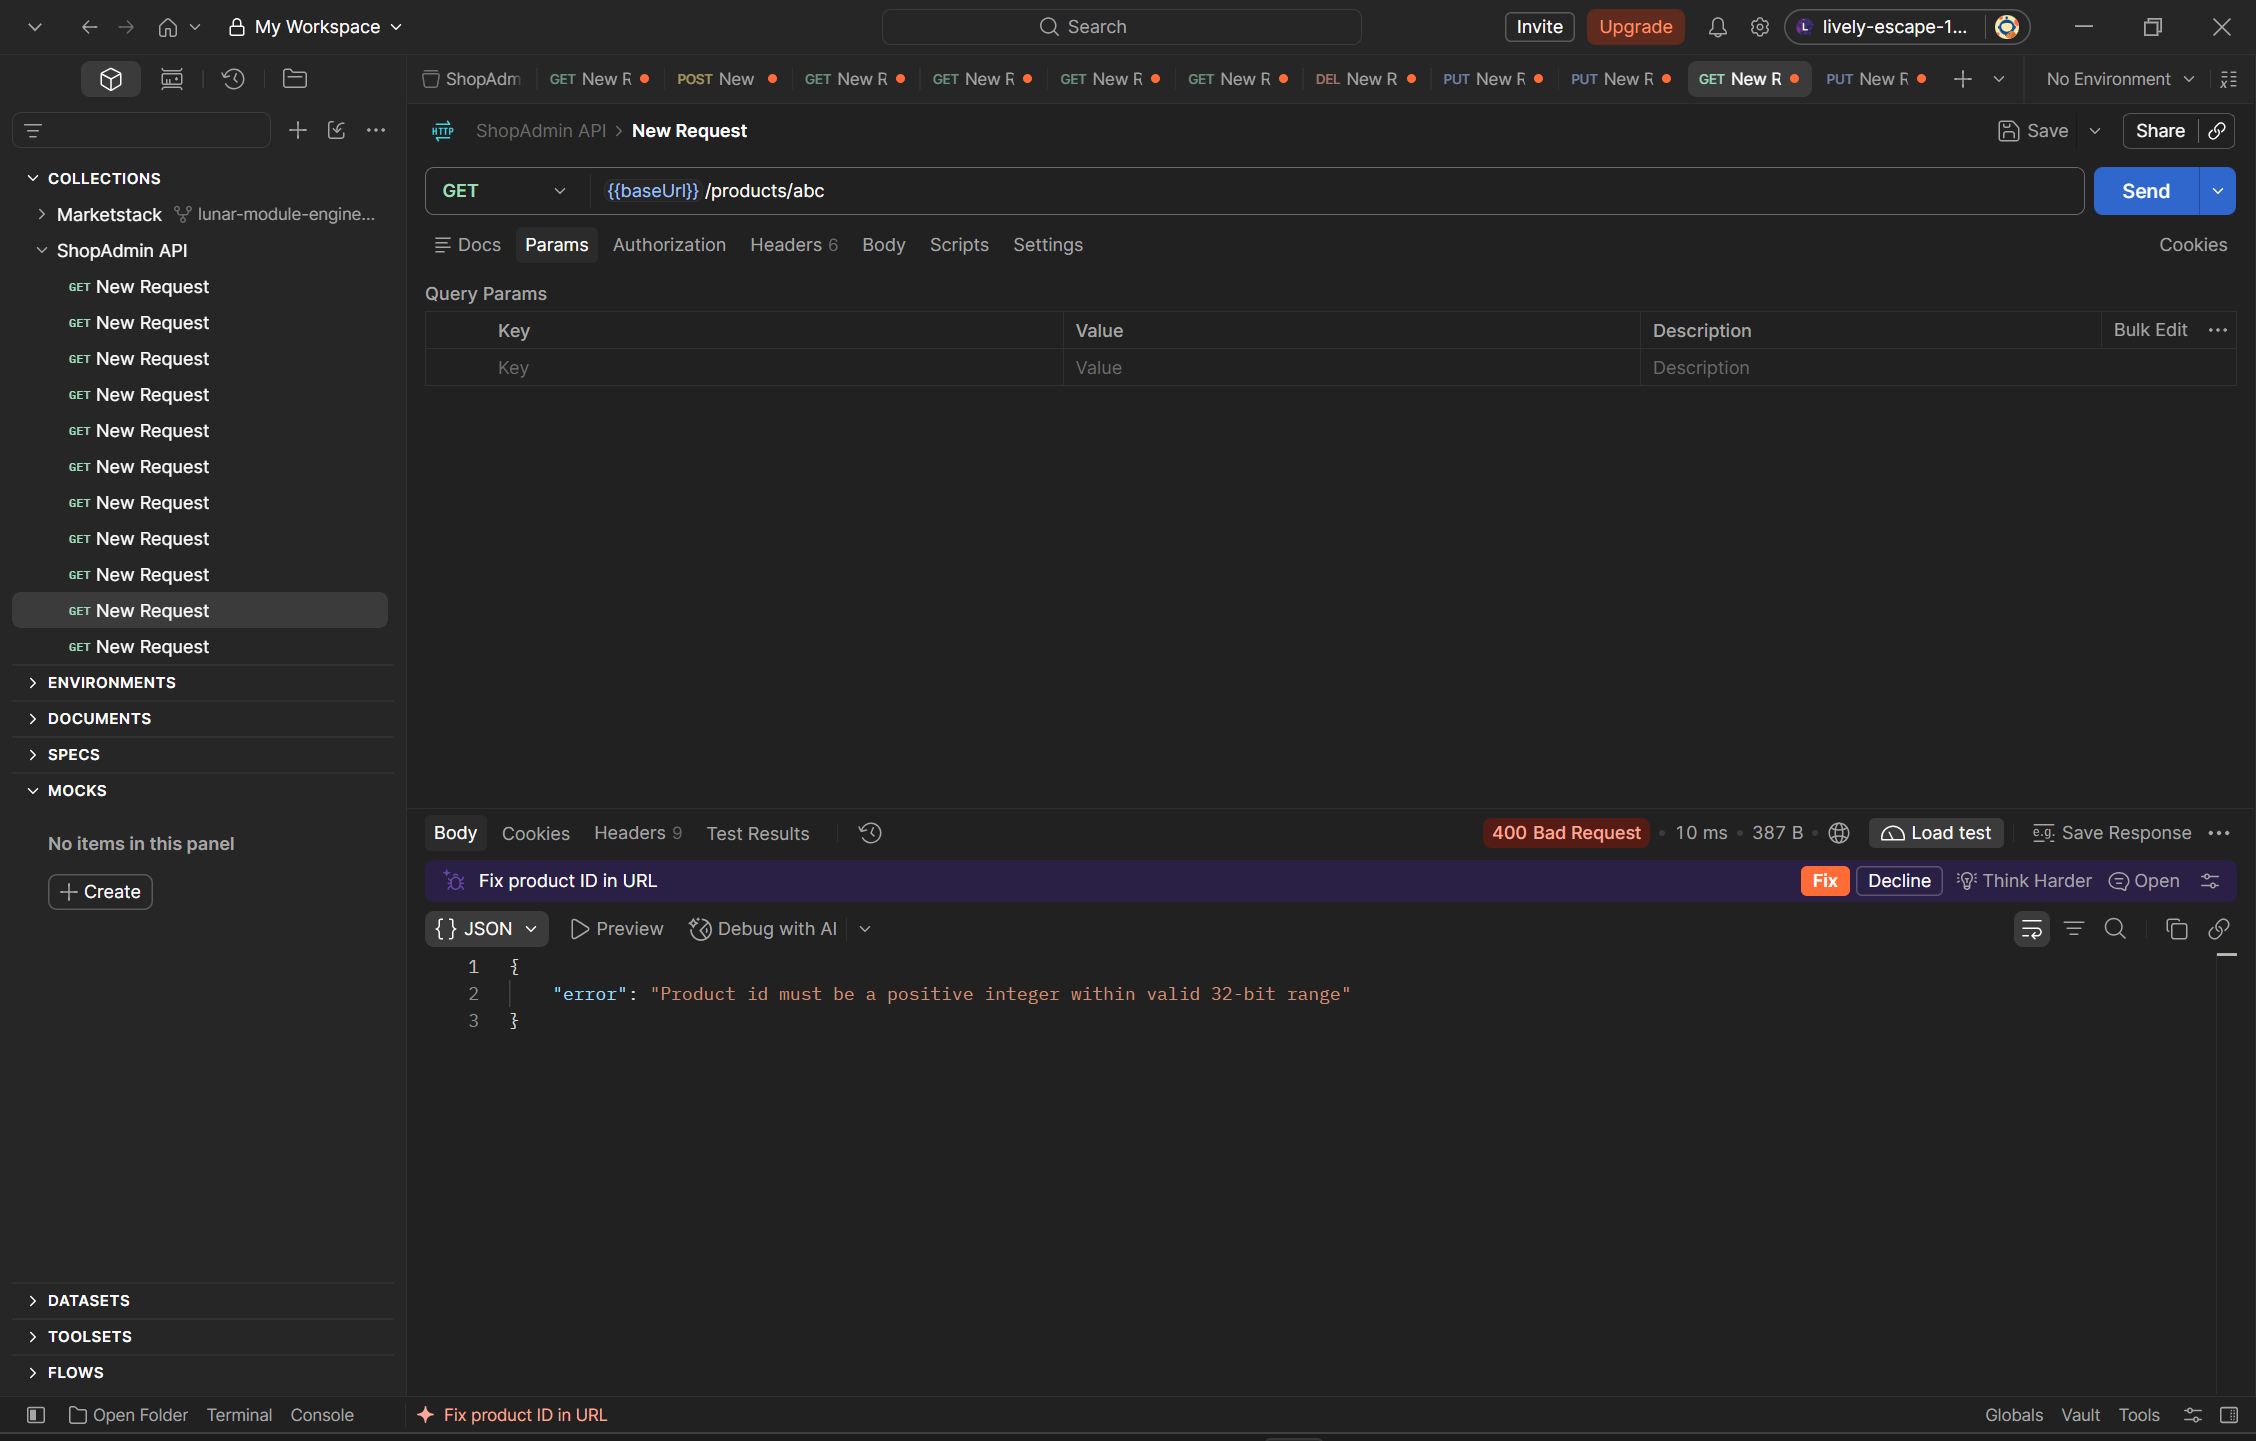 My Workspace
Search
Invite
Upgrade
L
lively-escape-1...
ShopAdm
GET New R
POST New
GET New R
GET New R
GET New R
GET New R
DEL New R
PUT New R
PUT New R
GET New R
PUT New R
No Environment
HTTP
ShopAdmin API > New Request
Save
Share
COLLECTIONS
Marketstack
lunar-module-engine...
ShopAdmin API
GET New Request
GET New Request
GET New Request
GET New Request
GET New Request
GET New Request
GET New Request
GET New Request
GET New Request
GET New Request
GET New Request
ENVIRONMENTS
DOCUMENTS
SPECS
MOCKS
No items in this panel
+ Create
DATASETS
TOOLSETS
FLOWS
GET
{{baseUrl}} /products/abc
Send
Docs
Params
Authorization
Headers 6
Body
Scripts
Settings
Cookies
Query Params
Key
Value
Description
Bulk Edit
Key
Value
Description
Body
Cookies
Headers 9
Test Results
400 Bad Request
10 ms
387 B
Load test
e.g. Save Response
Fix product ID in URL
Fix
Decline
Think Harder
Open
{} JSON
Preview
Debug with AI
1 {
2 "error": "Product id must be a positive integer within valid 32-bit range"
3 }
Open Folder
Terminal
Console
Fix product ID in URL
Globals
Vault
Tools